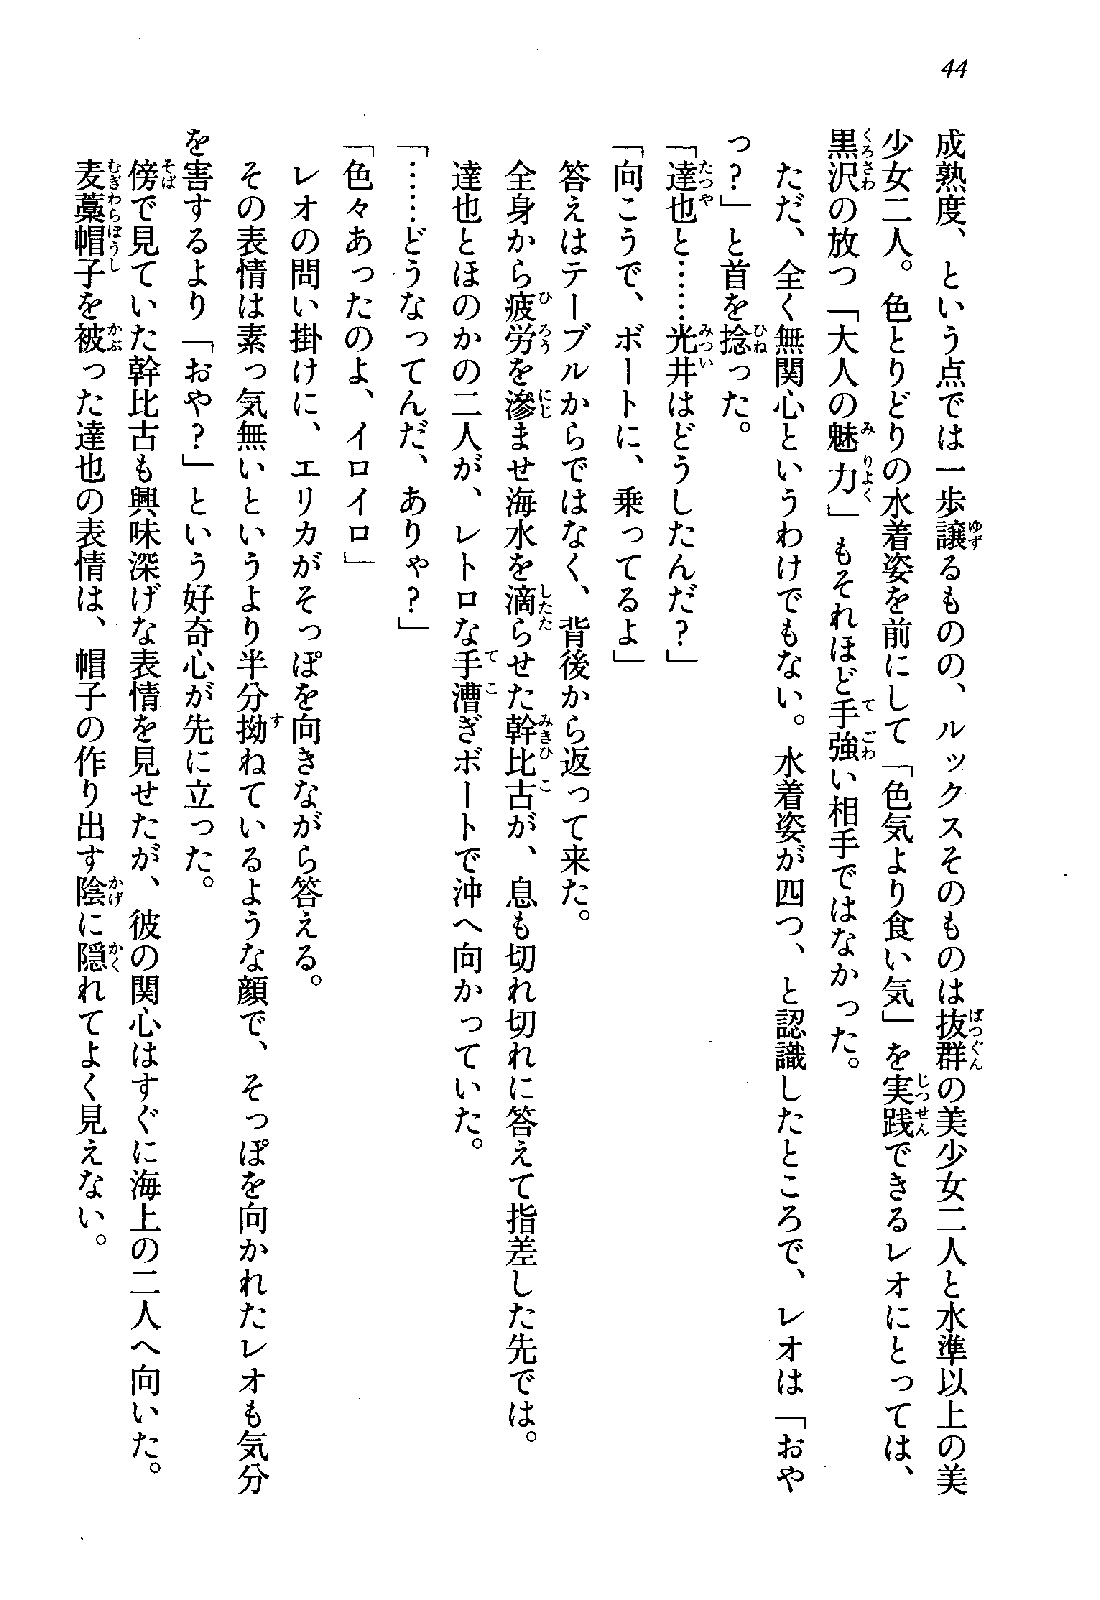 44
成熟度、という点では一歩譲るものの、ルックスそのものは抜群の美少女二人と水準以上の美
少女二人。色とりどりの水着姿を前にして「色気より食い気」を実践できるレオにとっては、
黒沢の放つ「大人の魅力」もそれほど手強い相手ではなかった。
ただ、全く無関心というわけでもない。水着姿が四つ、と認識したところで、レオは「おや
っ？」と首を捻った。
「達也と……光井はどうしたんだ？」
「向こうで、ボートに、乗ってるよ」
答えはテーブルからではなく、背後から返って来た。
全身から疲労を滲ませ海水を滴らせた幹比古が、息も切れ切れに答えて指差した先では。
達也とほのかの二人が、レトロな手漕ぎボートで沖へ向かっていた。
「……どうなってんだ、ありゃ？」
「色々あったのよ、イロイロ」
レオの問い掛けに、エリカがそっぽを向きながら答える。
その表情は素っ気無いというより半分拗ねているような顔で、そっぽを向かれたレオも気分
を害するより「おや？」という好奇心が先に立った。
傍で見ていた幹比古も興味深げな表情を見せたが、彼の関心はすぐに海上の二人へ向いた。
麦藁帽子を被った達也の表情は、帽子の作り出す陰に隠れてよく見えない。